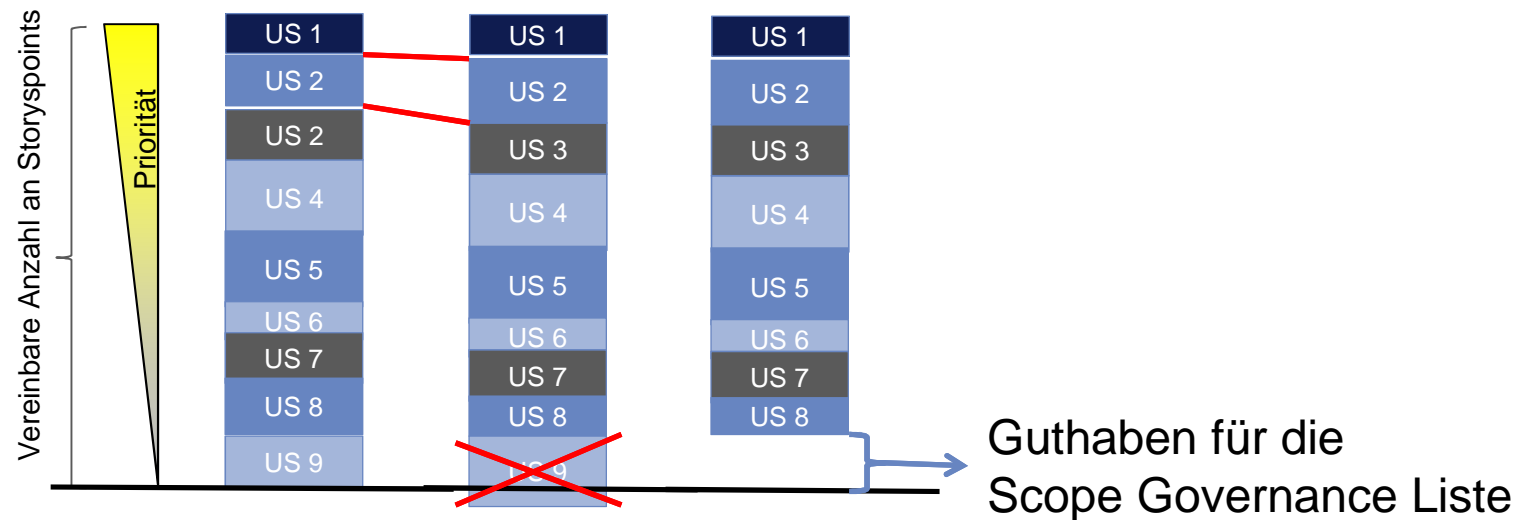 Vereinbare Anzahl an Storyspoints
Priorität
US 1
US 2
US 2
US 4
US 5
US 6
US 7
US 8
US 9
US 1
US 2
US 3
US 4
US 5
US 6
US 7
US 8
US 9
US 1
US 2
US 3
US 4
US 5
US 6
US 7
US 8
Guthaben für die
Scope Governance Liste